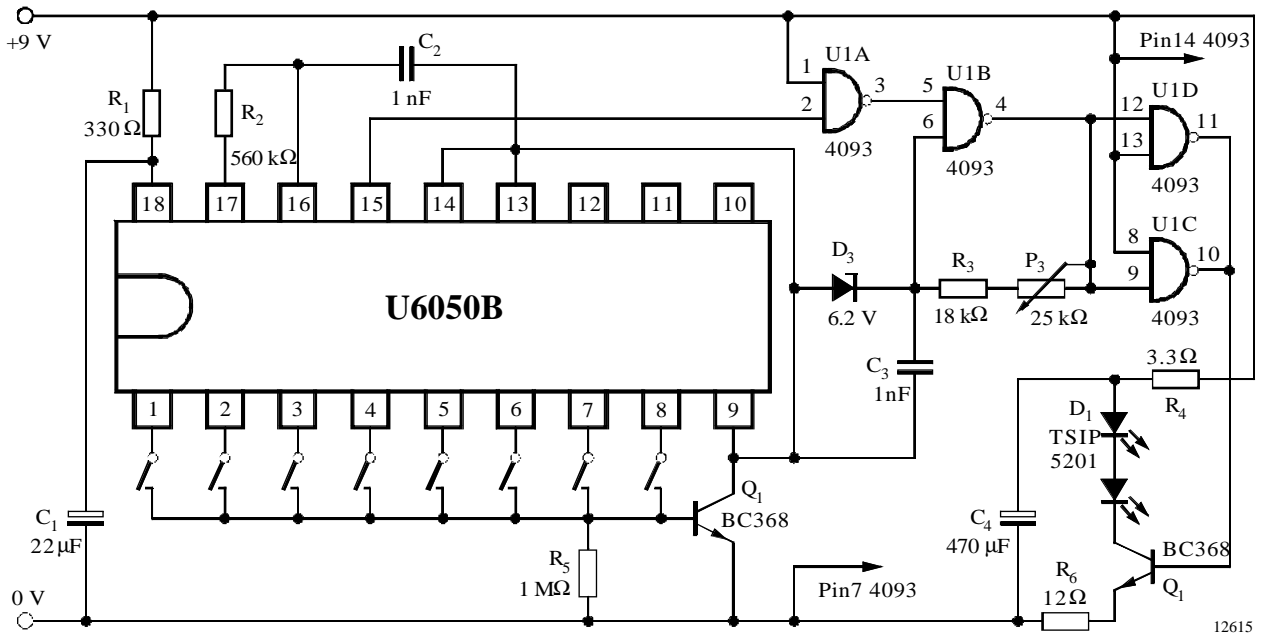 +9 V
R1
330 Ω
R2
560 kΩ
C2
1 nF
U1A
1
2
3
4093
U1B
5
6
4
4093
Pin14 4093
U1D
12
13
11
4093
U1C
8
9
10
4093
18
17
16
15
14
13
12
11
10
U6050B
1
2
3
4
5
6
7
8
9
D3
6.2 V
R3
18 kΩ
P3
25 kΩ
C3
1nF
3.3 Ω
R4
D1
TSIP
5201
C1
22 µF
R5
1 MΩ
Q1
BC368
C4
470 µF
BC368
Q1
R6
12Ω
Pin7 4093
0 V
12615